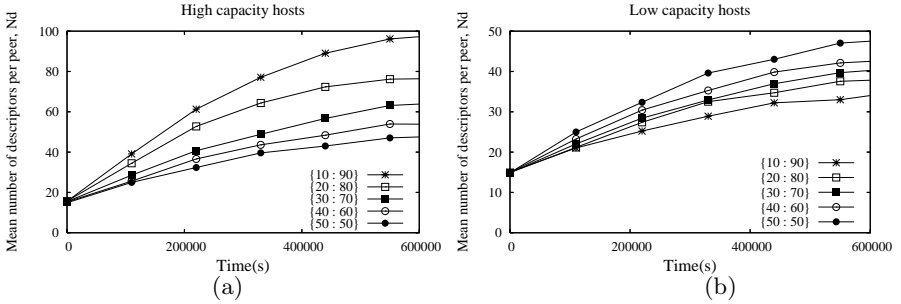 High capacity hosts
Mean number of descriptors per peer, Nd
100
80
60
40
20
0
{10 : 90}
{20 : 80}
{30 : 70}
{40 : 60}
{50 : 50}
0
200000
400000
600000
Time(s)
(a)
Low capacity hosts
Mean number of descriptors per peer, Nd
50
40
30
20
10
0
{10 : 90}
{20 : 80}
{30 : 70}
{40 : 60}
{50 : 50}
0
200000
400000
600000
Time(s)
(b)